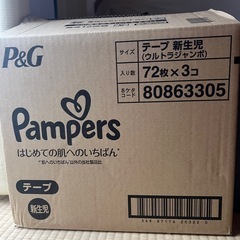 P&G
サイズ
テープ 新生児
(ウルトラジャンボ)
入り数
72枚×3コ
80863305
Pampers
はじめての肌へのいちばん
テープ
新生児